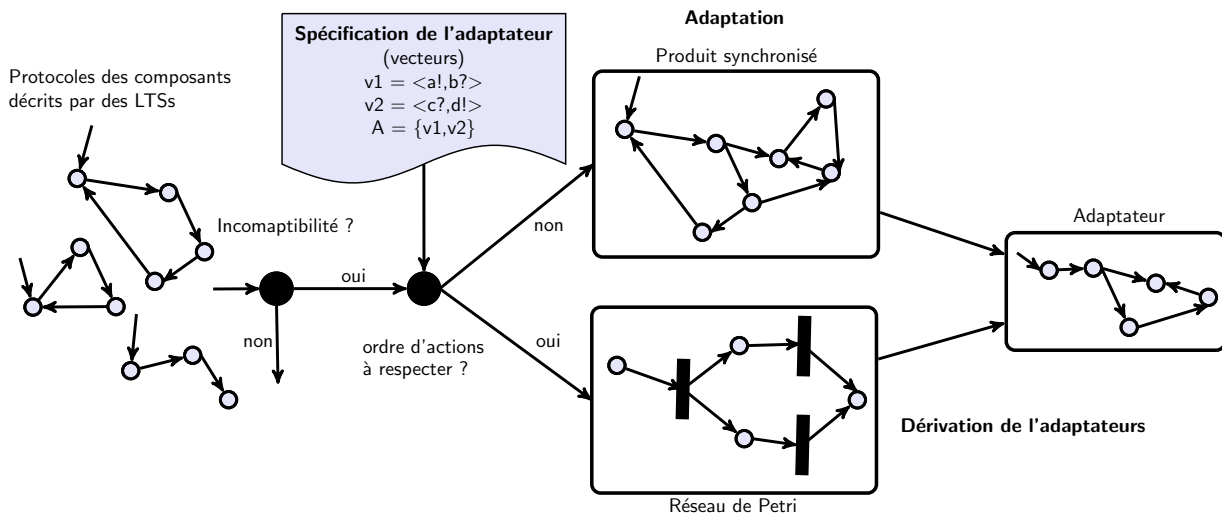 Adaptation
Spécification de l'adaptateur
(vecteurs)
v1 = <a!,b?>
v2 = <c?,d!>
A = {v1,v2}
Produit synchronisé
Protocoles des composants
décrits par des LTSs
Incomaptibilité ?
non
Adaptateur
oui
non
ordre d'actions
à respecter ?
oui
Dérivation de l'adaptateurs
Réseau de Petri